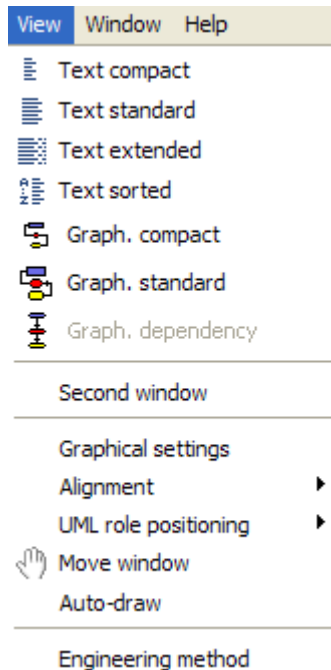 View Window Help
Text compact
Text standard
Text extended
Text sorted
Graph. compact
Graph. standard
Graph. dependency
Second window
Graphical settings
Alignment
UML role positioning
Move window
Auto-draw
Engineering method